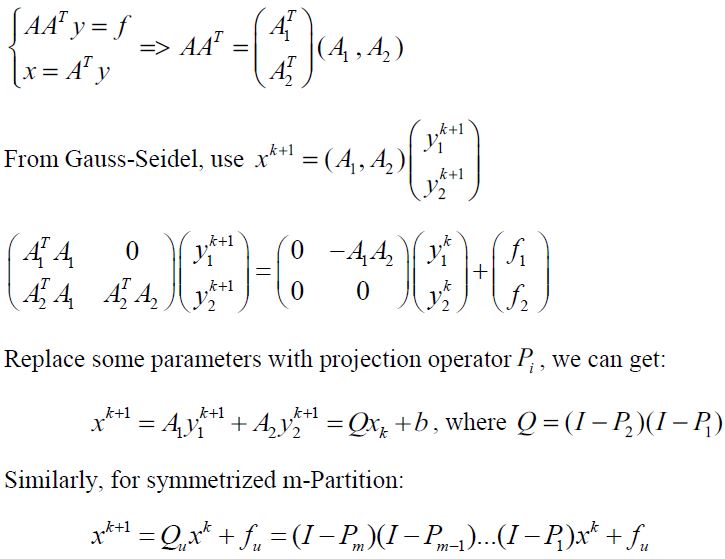 { AA^T y = f
x = A^T y => AA^T = ( A_1^T
A_2^T ) (A_1, A_2)
From Gauss-Seidel, use x^{k+1} = (A_1, A_2) ( y_1^{k+1}
y_2^{k+1} )
( A_1^T A_1 0
A_2^T A_1 A_2^T A_2 ) ( y_1^{k+1}
y_2^{k+1} ) = ( 0 -A_1 A_2
0 0 ) ( y_1^k
y_2^k ) + ( f_1
f_2 )
Replace some parameters with projection operator P_i, we can get:
x^{k+1} = A_1 y_1^{k+1} + A_2 y_2^{k+1} = Qx_k + b, where Q = (I - P_2)(I - P_1)
Similarly, for symmetrized m-Partition:
x^{k+1} = Q_u x^k + f_u = (I - P_m)(I - P_{m-1})...(I - P_1)x^k + f_u